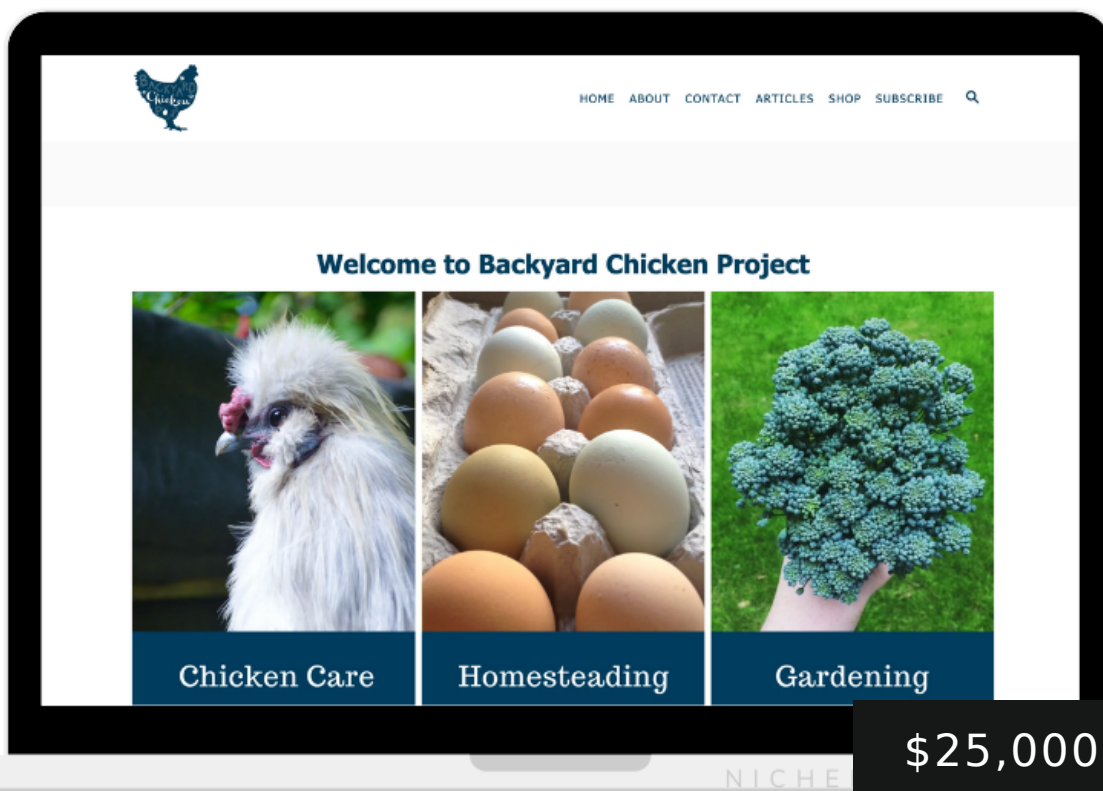 BACKYARD
Chicken
HOME ABOUT CONTACT ARTICLES SHOP SUBSCRIBE
Welcome to Backyard Chicken Project
Chicken Care Homesteading Gardening
$25,000